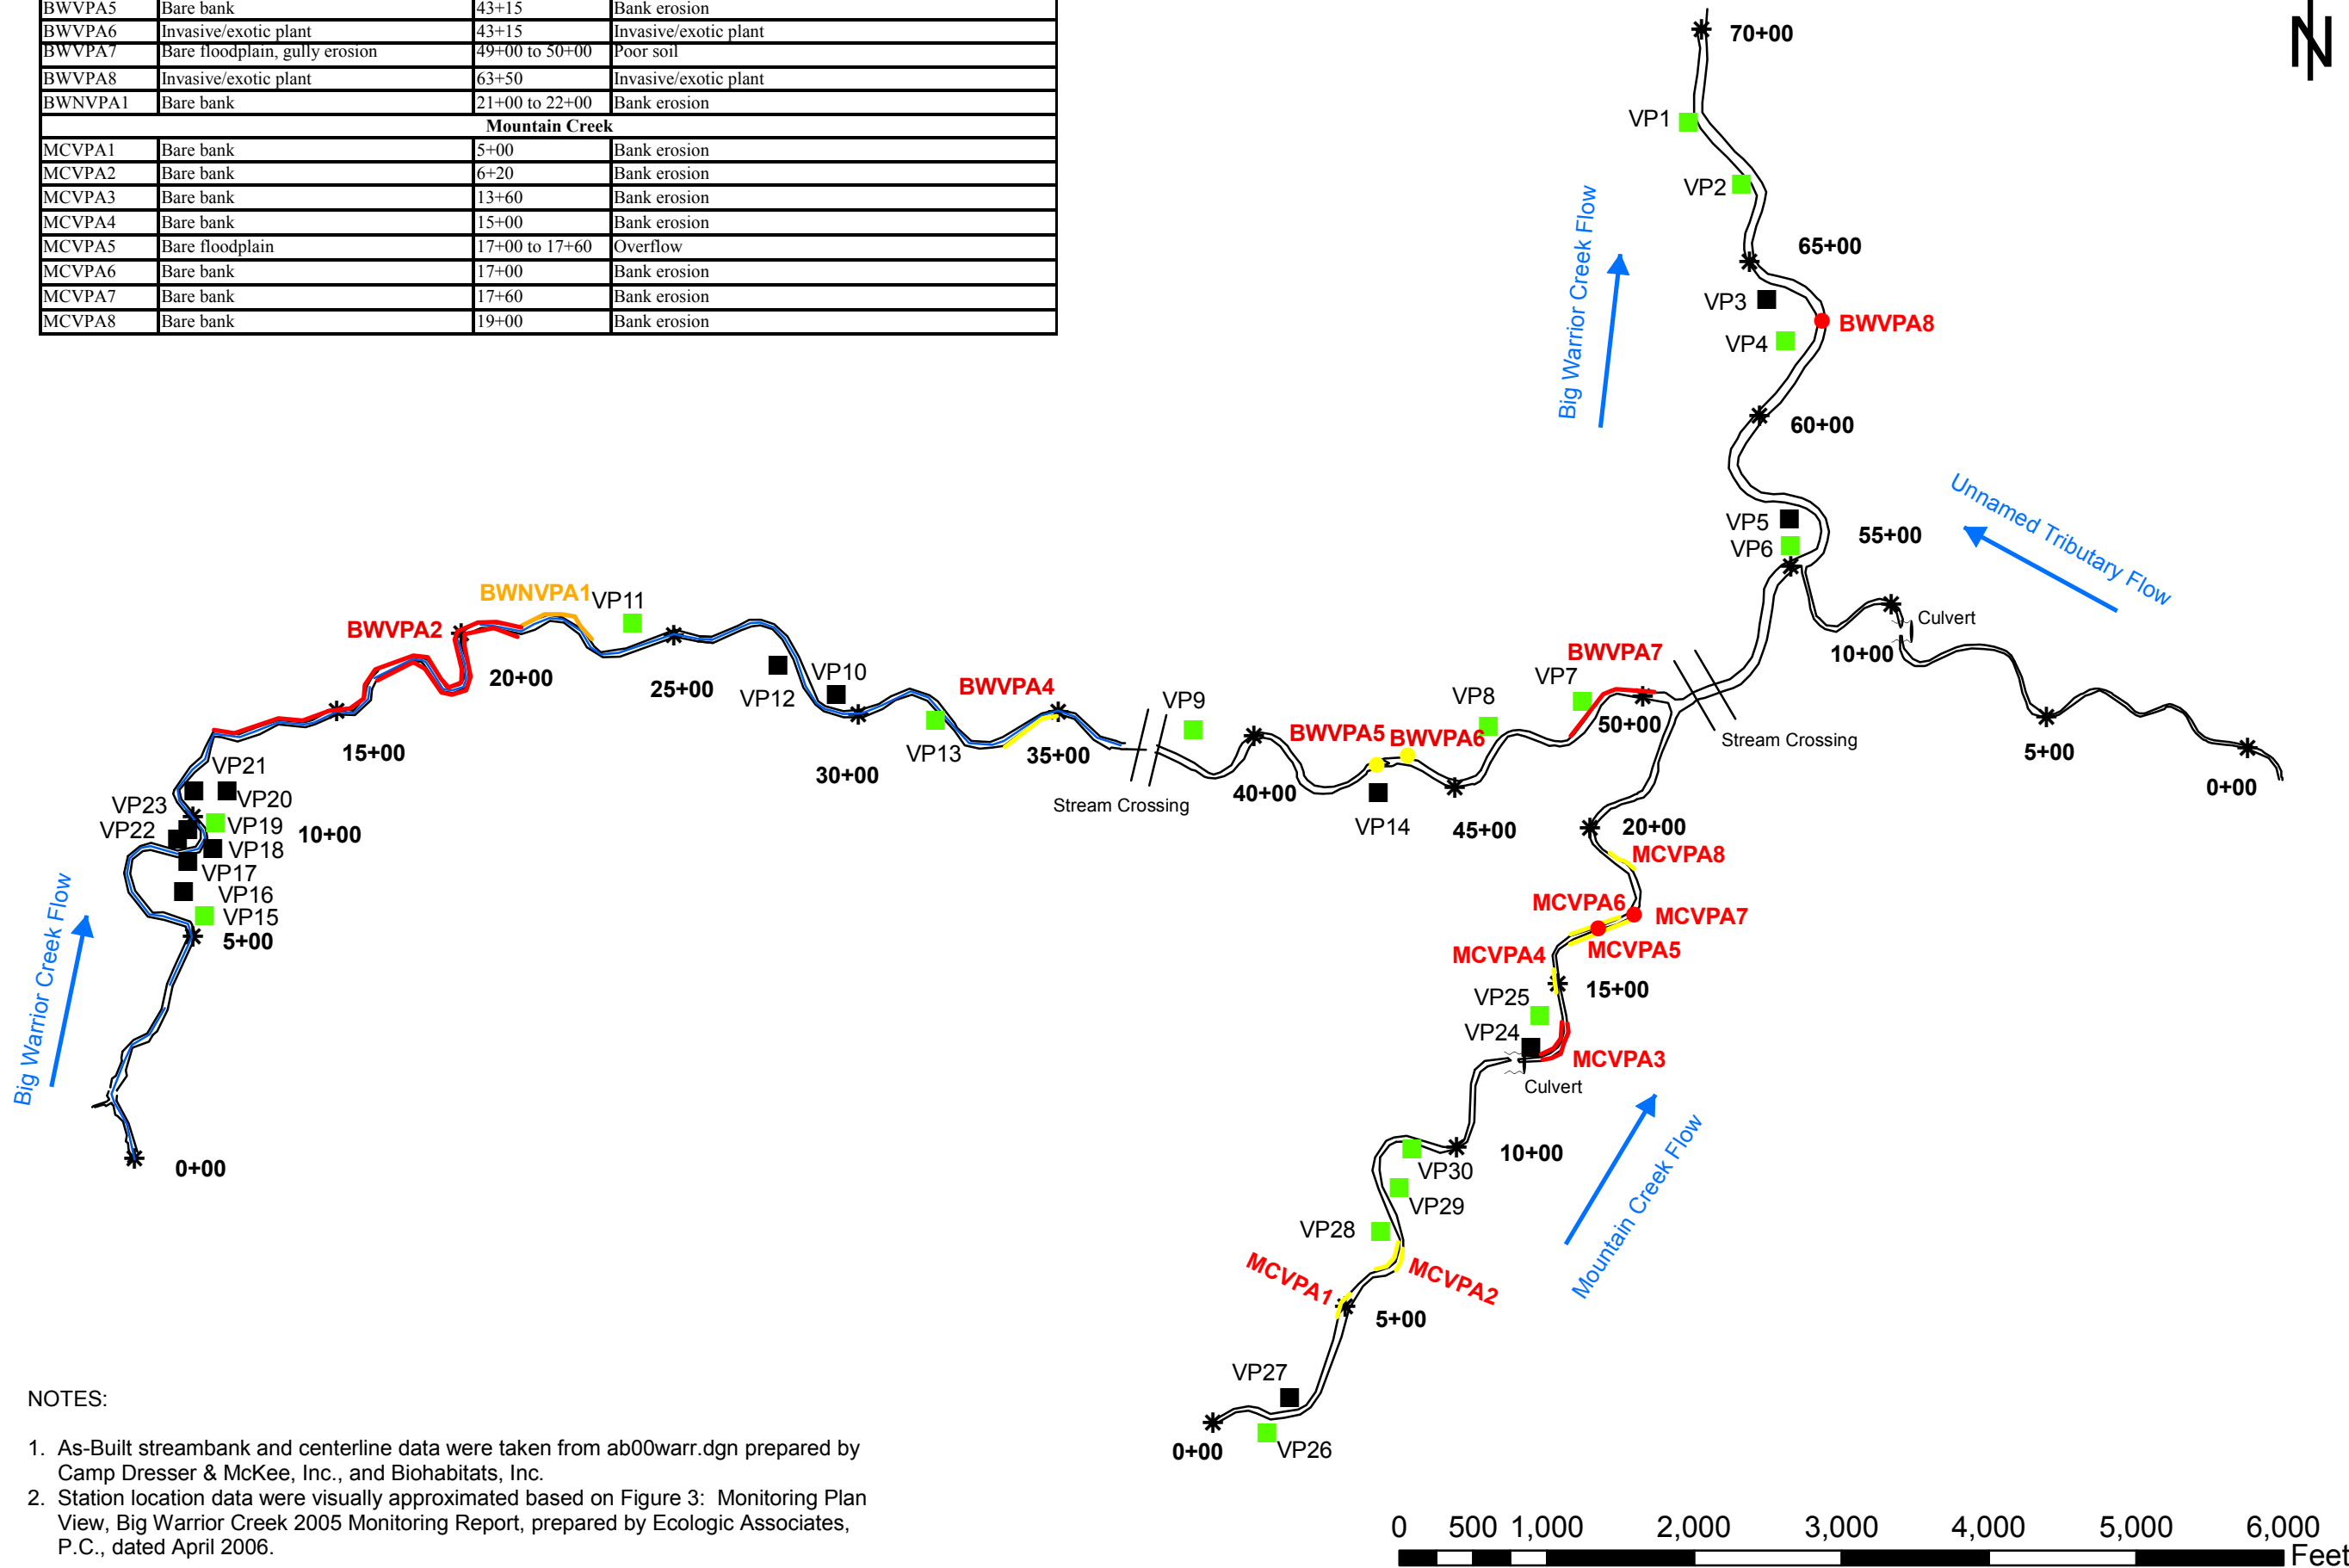 BWVPA5 Bare bank 43+15 Bank erosion
BWVPA6 Invasive/exotic plant 43+15 Invasive/exotic plant
BWVPA7 Bare floodplain, gully erosion 49+00 to 50+00 Poor soil
BWVPA8 Invasive/exotic plant 63+50 Invasive/exotic plant
BWNVPA1 Bare bank 21+00 to 22+00 Bank erosion
Mountain Creek
MCVPA1 Bare bank 5+00 Bank erosion
MCVPA2 Bare bank 6+20 Bank erosion
MCVPA3 Bare bank 13+60 Bank erosion
MCVPA4 Bare bank 15+00 Bank erosion
MCVPA5 Bare floodplain 17+00 to 17+60 Overflow
MCVPA6 Bare bank 17+00 Bank erosion
MCVPA7 Bare bank 17+60 Bank erosion
MCVPA8 Bare bank 19+00 Bank erosion
N
70+00
VP1
VP2
65+00
VP3
BWVPA8
VP4
Big Warrior Creek Flow
60+00
VP5
55+00
VP6
Unnamed Tributary Flow
Culvert
10+00
5+00
0+00
BWNVPA1
VP11
BWVPA2
20+00
25+00
VP12
VP10
BWVPA4
VP13
15+00
30+00
35+00
Stream Crossing
VP9
40+00
BWVPA5
BWVPA6
VP8
VP7
BWVPA7
50+00
Stream Crossing
VP14
45+00
VP21
VP20
VP23
VP19
VP22
10+00
VP18
VP17
VP16
VP15
5+00
Big Warrior Creek Flow
0+00
20+00
MCVPA8
MCVPA6
MCVPA7
MCVPA5
MCVPA4
15+00
VP25
VP24
MCVPA3
Culvert
10+00
VP30
VP29
VP28
Mountain Creek Flow
MCVPA1
MCVPA2
5+00
VP27
0+00
VP26
NOTES:
1. As-Built streambank and centerline data were taken from ab00warr.dgn prepared by
Camp Dresser & McKee, Inc., and Biohabitats, Inc.
2. Station location data were visually approximated based on Figure 3: Monitoring Plan
View, Big Warrior Creek 2005 Monitoring Report, prepared by Ecologic Associates,
P.C., dated April 2006.
0 500 1,000 2,000 3,000 4,000 5,000 6,000
Feet